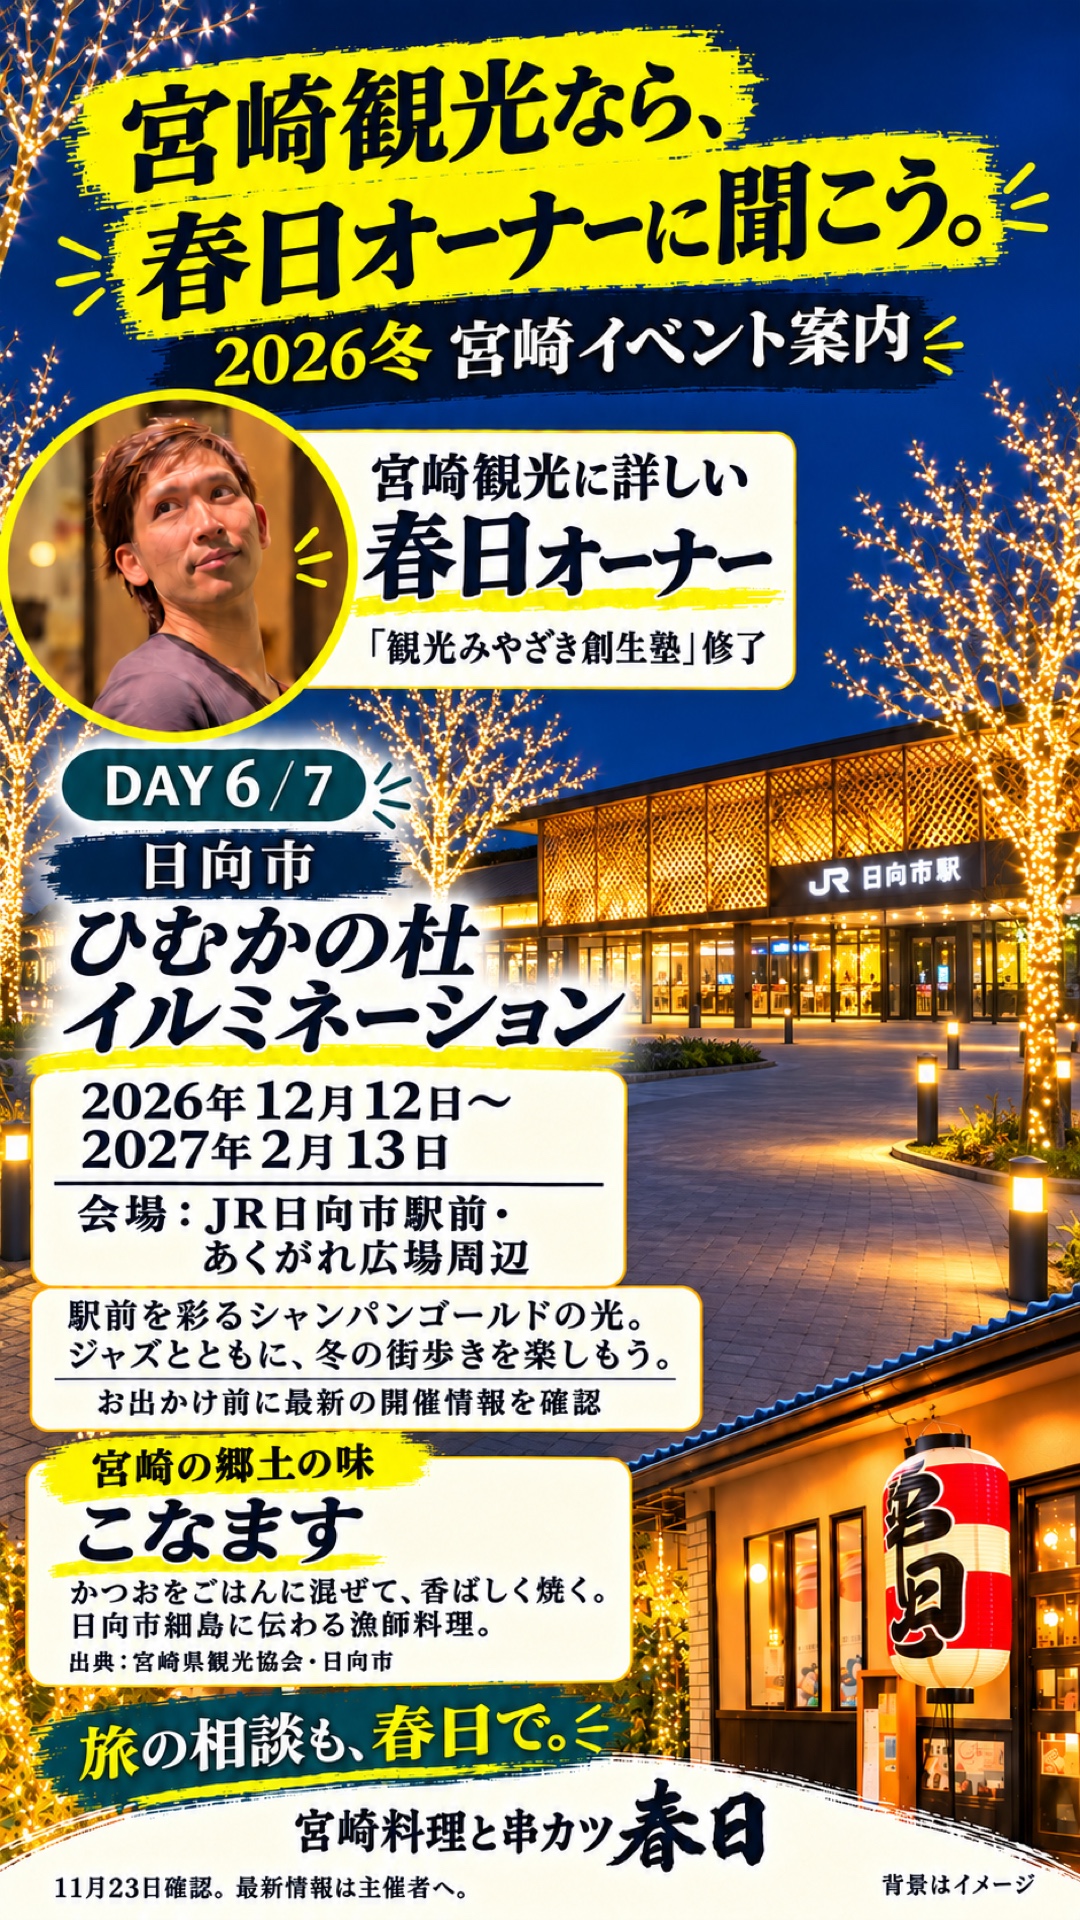 宮崎観光なら、
春日オーナーに聞こう。
2026冬 宮崎イベント案内
宮崎観光に詳しい
春日オーナー
「観光みやざき創生塾」修了
DAY 6/7
日向市
ひむかの杜
イルミネーション
JR 日向市駅
2026年12月12日〜
2027年2月13日
会場：JR日向市駅前・
あくがれ広場周辺
駅前を彩るシャンパンゴールドの光。
ジャズとともに、冬の街歩きを楽しもう。
お出かけ前に最新の開催情報を確認
宮崎の郷土の味
こなます
かつおをごはんに混ぜて、香ばしく焼く。
日向市細島に伝わる漁師料理。
出典：宮崎県観光協会・日向市
旅の相談も、春日で。
宮崎料理と串カツ 春日
11月23日確認。最新情報は主催者へ。
背景はイメージ